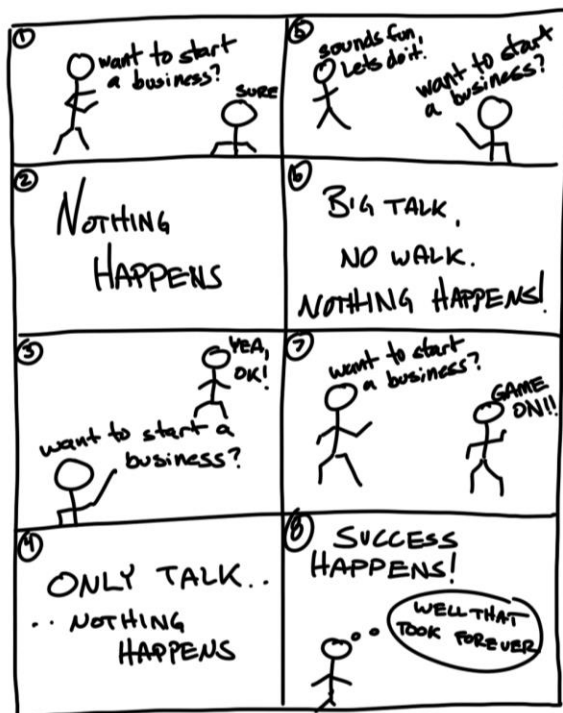 1
want to start
a business?
SURE
2
NOTHING
HAPPENS
3
YEA,
OK!
want to start a
business?
4
ONLY TALK..
..NOTHING
HAPPENS
5
sounds fun,
Lets do it.
want to start
a business?
6
BIG TALK,
NO WALK.
NOTHING HAPPENS!
7
want to start
a business?
GAME
ON!!
8
SUCCESS
HAPPENS!
WELL THAT
TOOK FOREVER